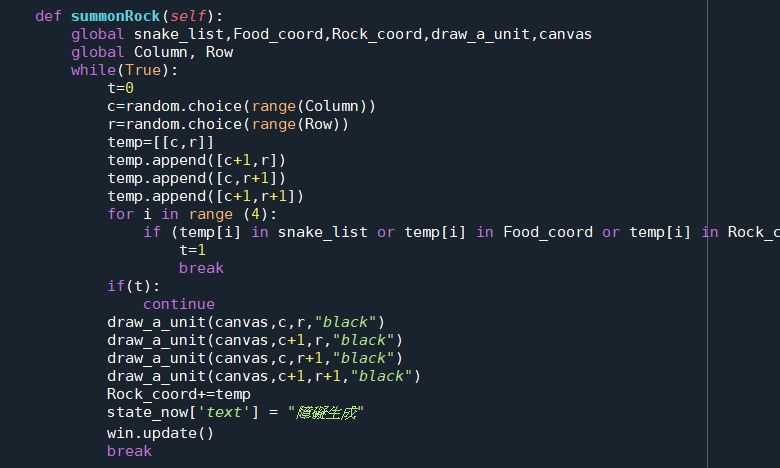 def summonRock(self):
    global snake_list,Food_coord,Rock_coord,draw_a_unit,canvas
    global Column, Row
    while(True):
        t=0
        c=random.choice(range(Column))
        r=random.choice(range(Row))
        temp=[[c,r]]
        temp.append([c+1,r])
        temp.append([c,r+1])
        temp.append([c+1,r+1])
        for i in range (4):
            if (temp[i] in snake_list or temp[i] in Food_coord or temp[i] in Rock_c
                t=1
                break
        if(t):
            continue
        draw_a_unit(canvas,c,r,"black")
        draw_a_unit(canvas,c+1,r,"black")
        draw_a_unit(canvas,c,r+1,"black")
        draw_a_unit(canvas,c+1,r+1,"black")
        Rock_coord+=temp
        state_now['text'] = "障礙生成"
        win.update()
        break